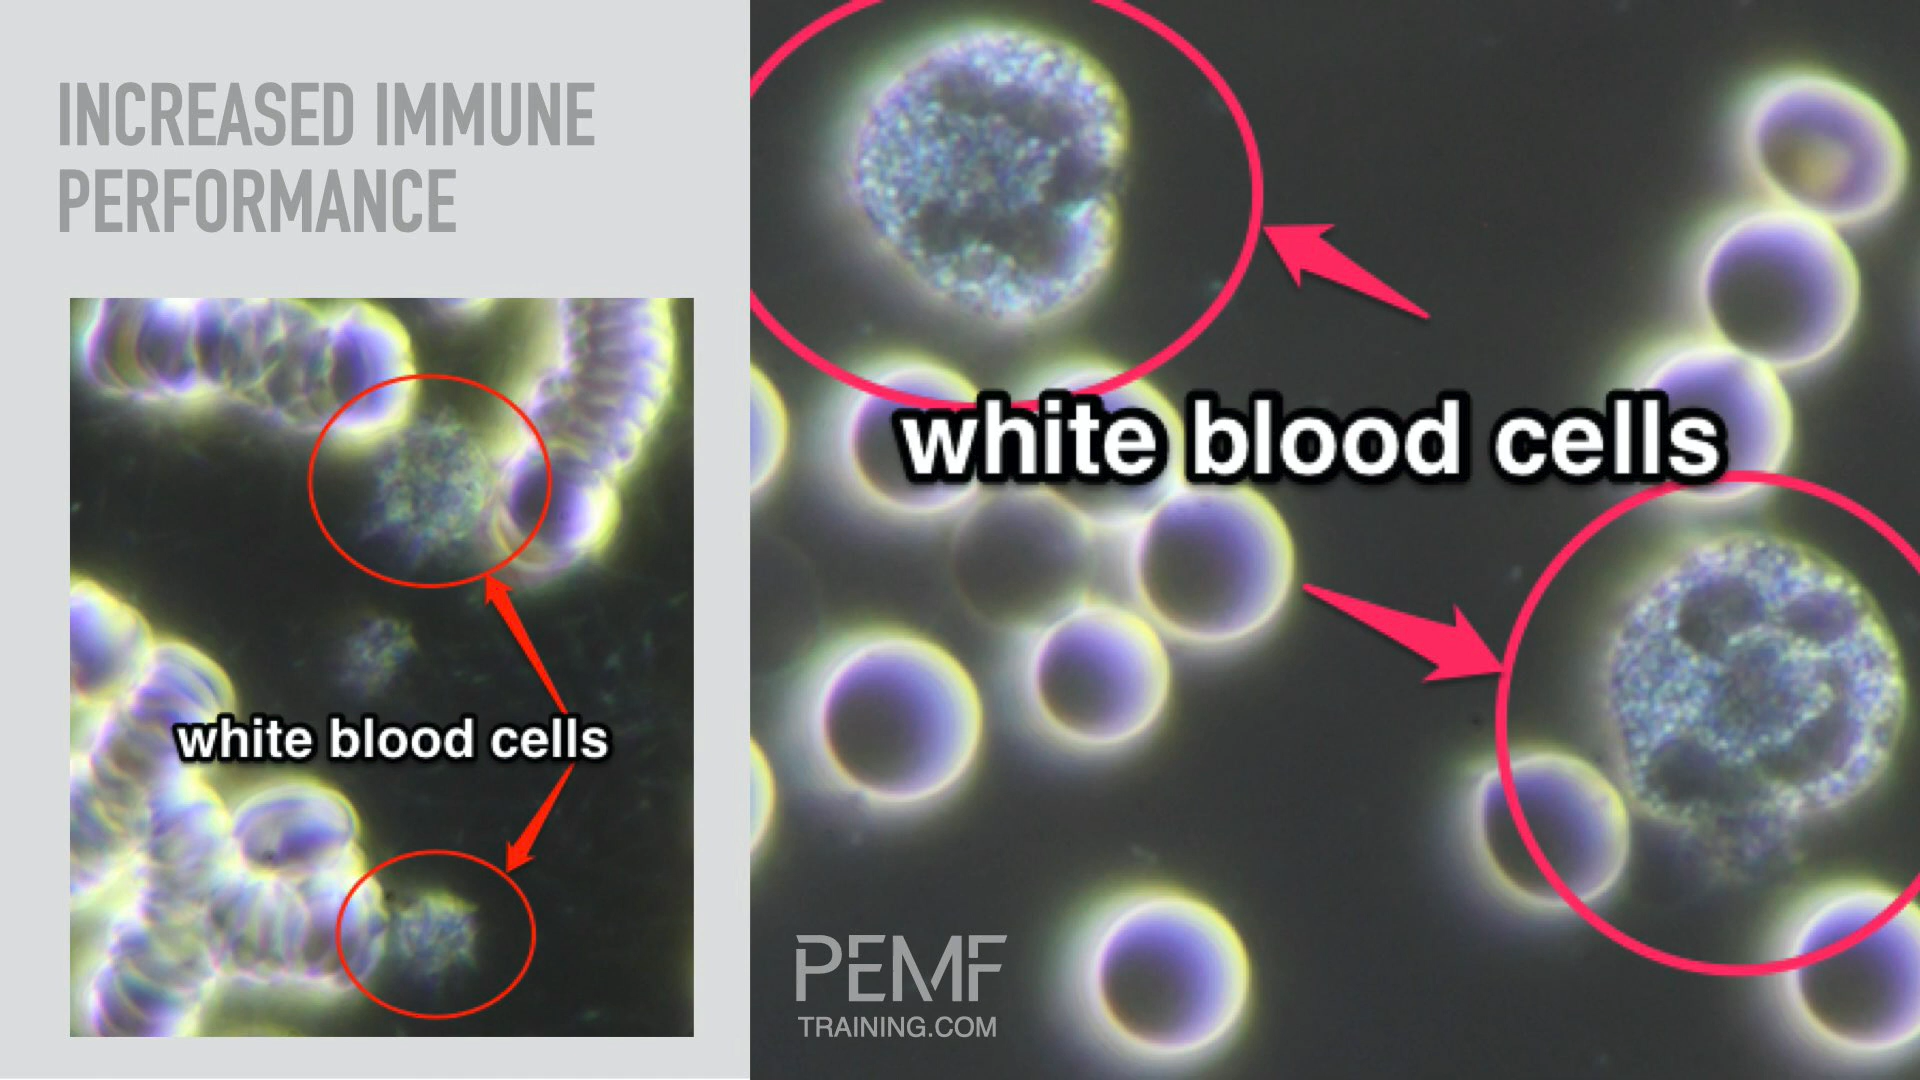 INCREASED IMMUNE
PERFORMANCE
white blood cells
white blood cells
PEMF
TRAINING.COM